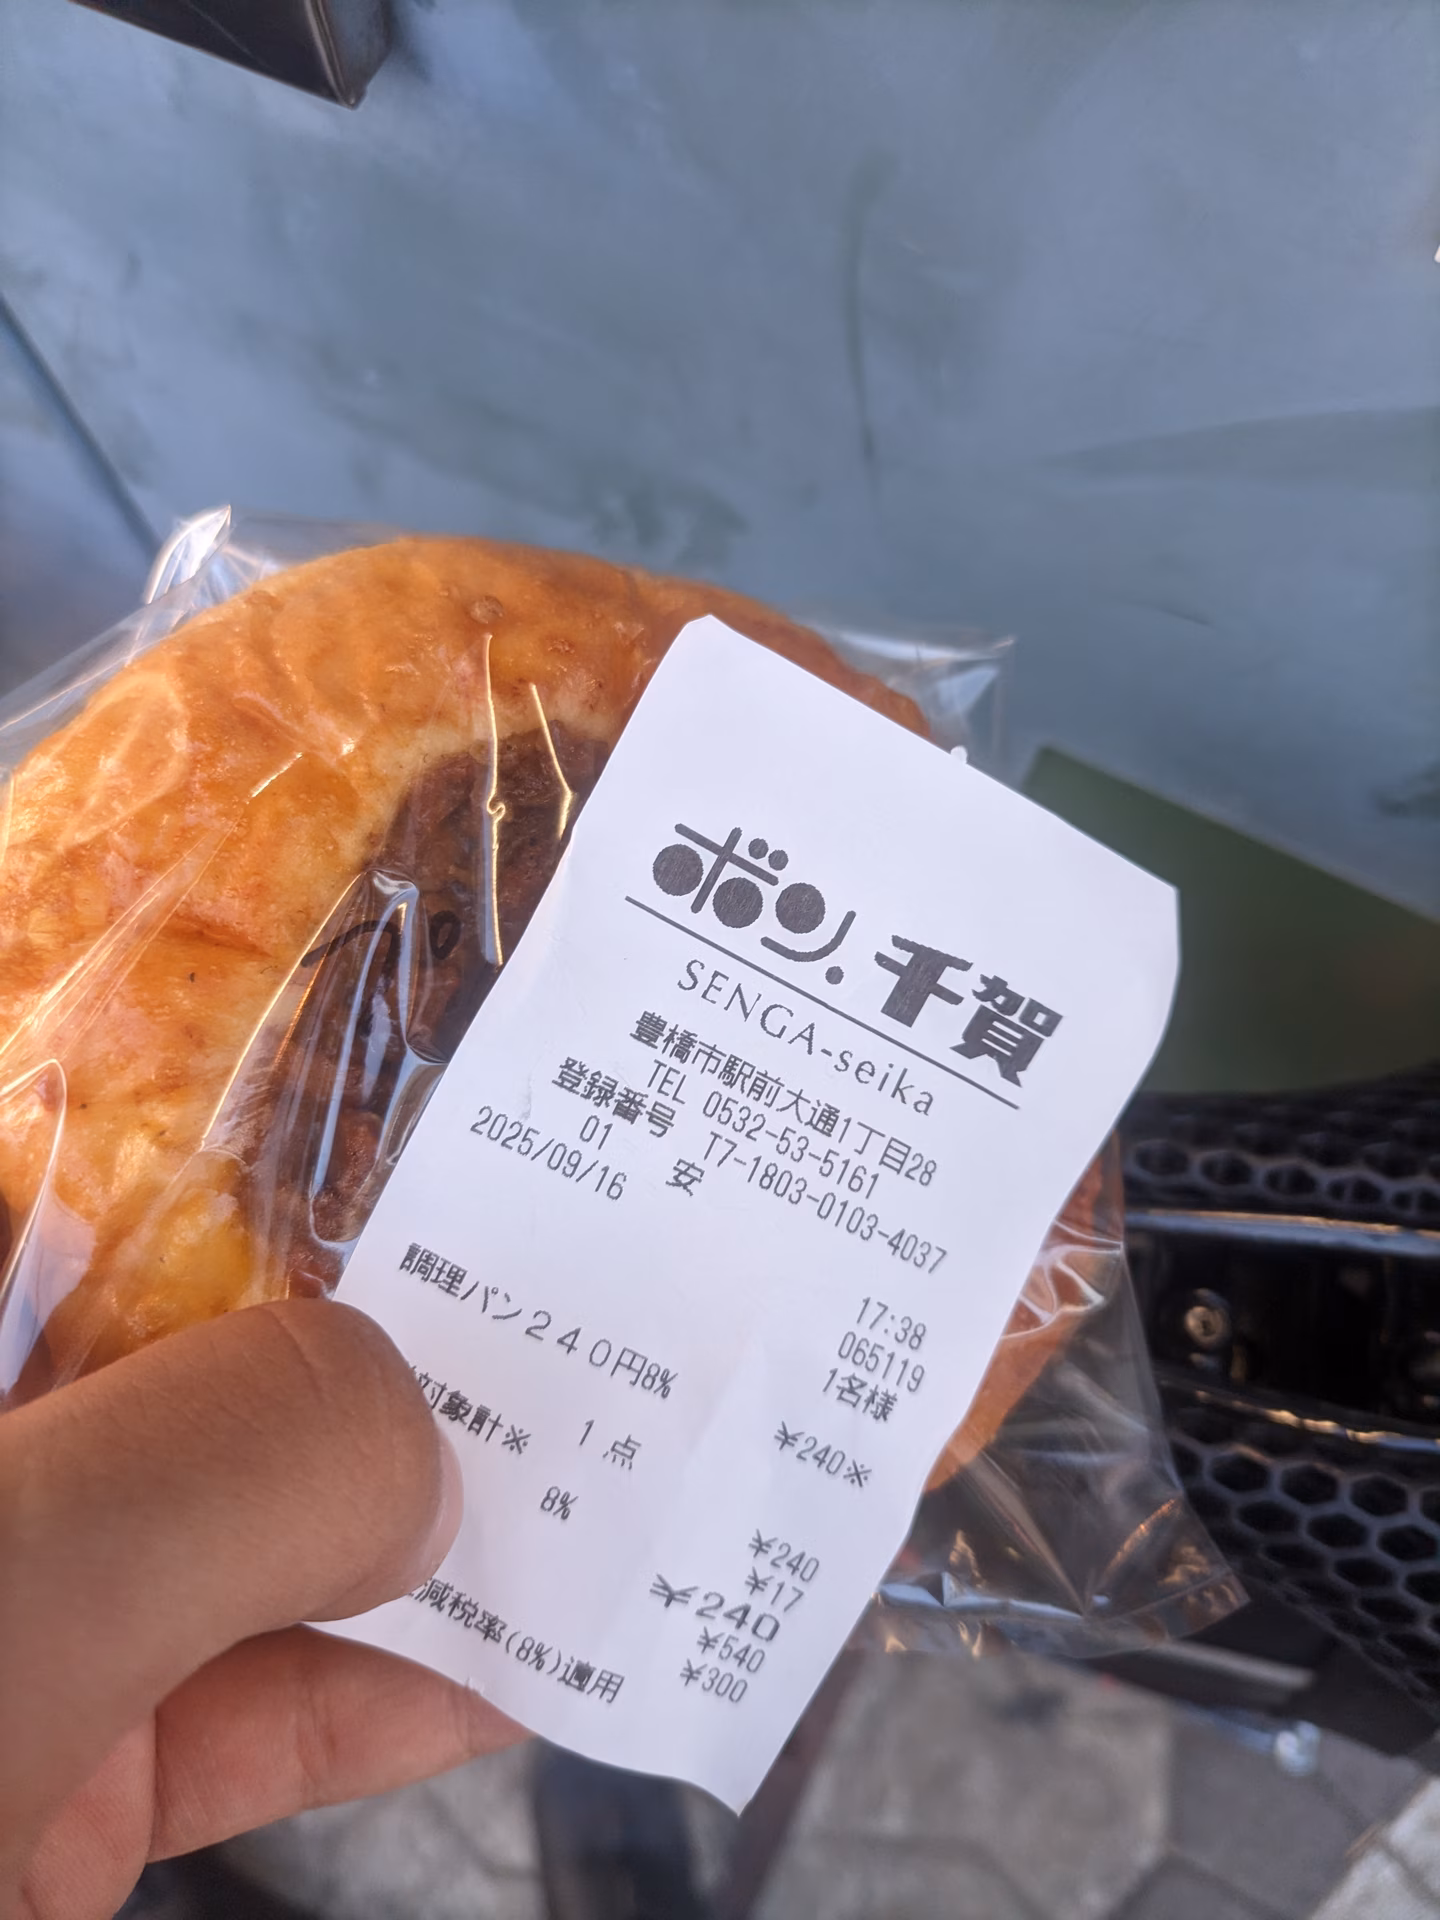 ボン.千賀
SENGA-seika
豊橋市駅前大通1丁目28
TEL 0532-53-5161
登録番号 T7-1803-0103-4037
01 安
2025/09/16 17:38
065119
1名様
調理パン240円8% ¥240※
対象計※ 1点 ¥240
8% ¥17
¥240
¥540
¥300
減税率(8%)適用